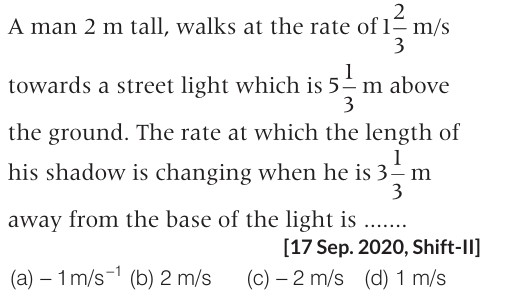 A man 2 m tall, walks at the rate of 1 2/3 m/s
towards a street light which is 5 1/3 m above
the ground. The rate at which the length of
his shadow is changing when he is 3 1/3 m
away from the base of the light is .......
[17 Sep. 2020, Shift-II]
(a) – 1m/s⁻¹ (b) 2 m/s (c) – 2 m/s (d) 1 m/s